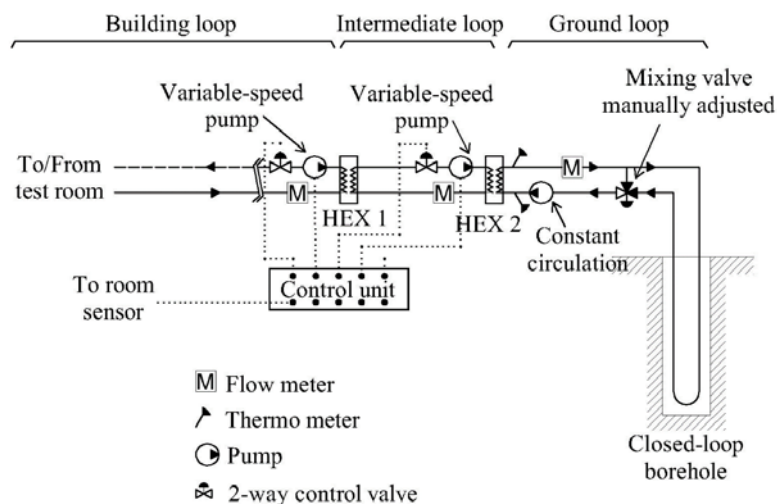 Building loop
Intermediate loop
Ground loop
Variable-speed
pump
Variable-speed
pump
Mixing valve
manually adjusted
To/From
test room
M
M
M
HEX 1
HEX 2
Constant
circulation
To room
sensor
Control unit
M Flow meter
Thermo meter
Pump
2-way control valve
Closed-loop
borehole